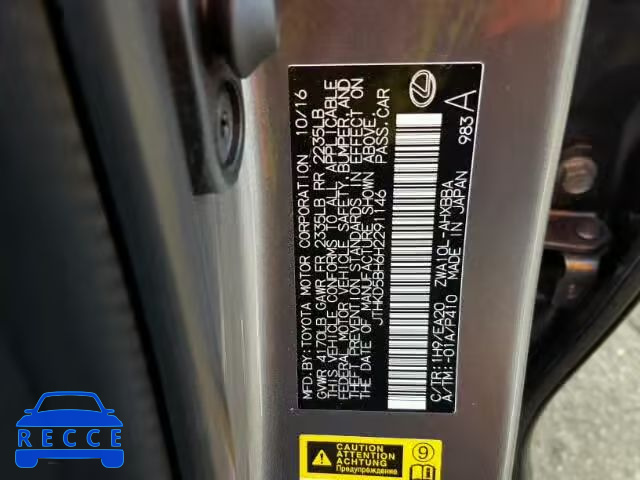 MFD.BY:TOYOTA MOTOR CORPORATION 10/16
GVWR 4170LB GAWR FR 2335LB RR 2235LB
THIS VEHICLE CONFORMS TO ALL APPLICABLE
FEDERAL MOTOR VEHICLE SAFETY, BUMPER, AND
THEFT PREVENTION STANDARDS IN EFFECT ON
THE DATE OF MANUFACTURE SHOWN ABOVE.
JTHKD5BH6H2291146 PASS.CAR
C/TR:1H9/EA20 ZWA10L-AHXBBA
A/TM:-01A/P410 MADE IN JAPAN 983 A
CAUTION
ATTENTION
ACHTUNG
Предупреждение
9
RECCE